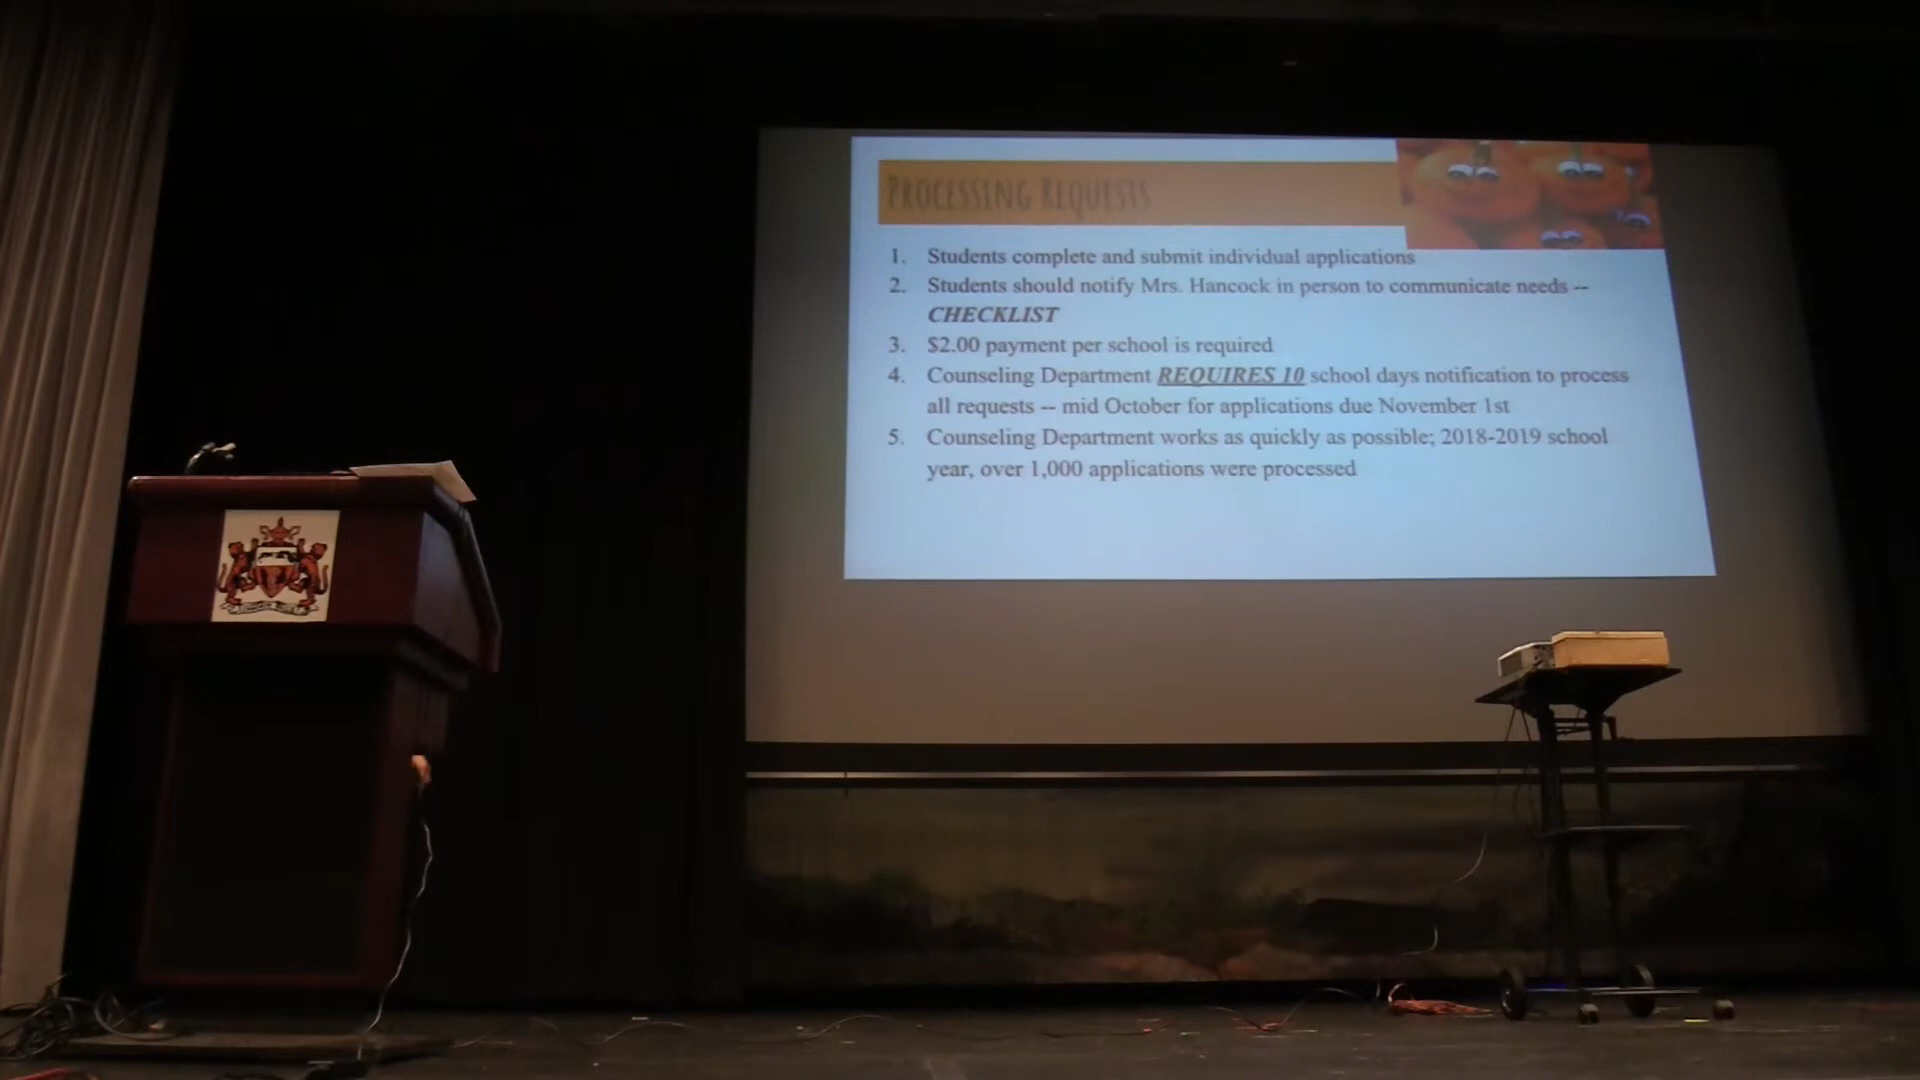 PROCESSING REQUESTS
1. Students complete and submit individual applications
2. Students should notify Mrs. Hancock in person to communicate needs --
CHECKLIST
3. $2.00 payment per school is required
4. Counseling Department REQUIRES 10 school days notification to process
all requests -- mid October for applications due November 1st
5. Counseling Department works as quickly as possible; 2018-2019 school
year, over 1,000 applications were processed